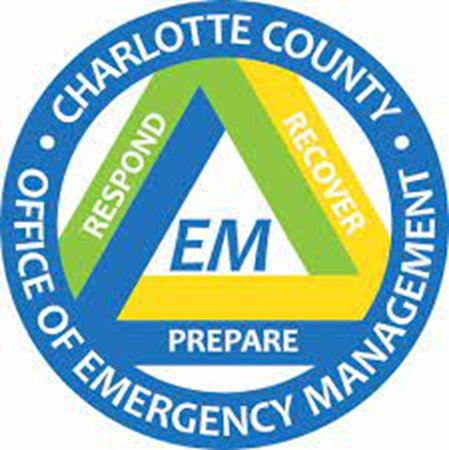 CHARLOTTE COUNTY
RESPOND
RECOVER
EM
PREPARE
OFFICE OF EMERGENCY MANAGEMENT